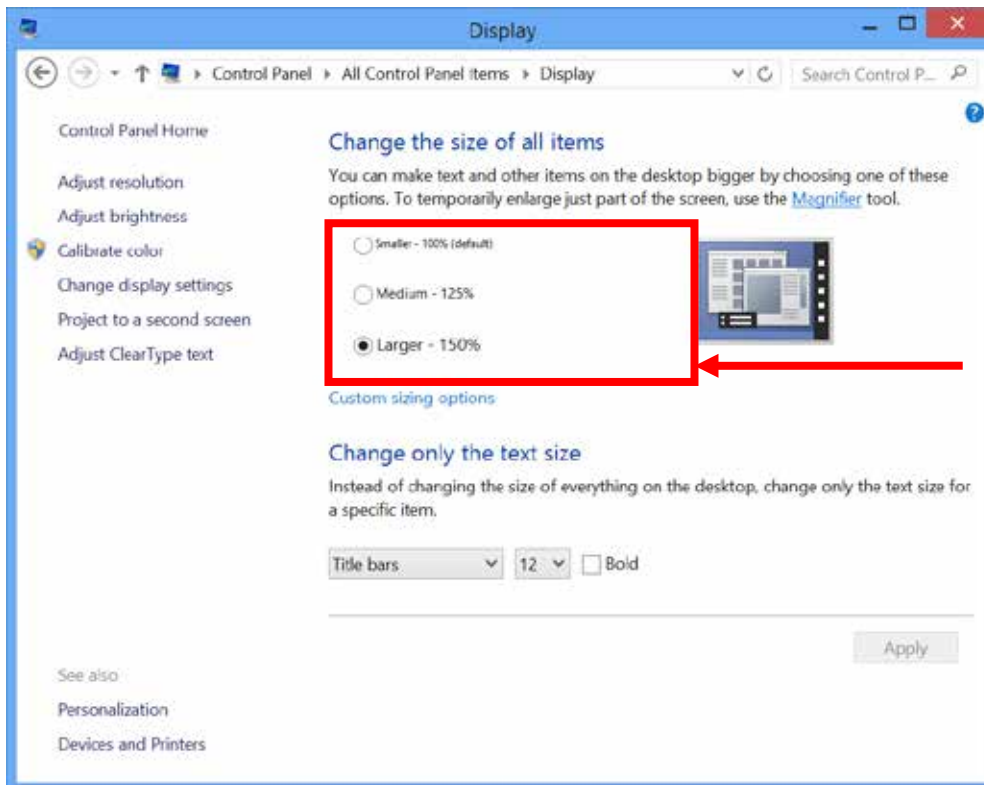 Display
Control Panel All Control Panel Items Display
Search Control P...
Control Panel Home
Adjust resolution
Adjust brightness
Calibrate color
Change display settings
Project to a second screen
Adjust ClearType text
Change the size of all items
You can make text and other items on the desktop bigger by choosing one of these
options. To temporarily enlarge just part of the screen, use the Magnifier tool.
Smaller - 100% (default)
Medium - 125%
Larger - 150%
Custom sizing options
Change only the text size
Instead of changing the size of everything on the desktop, change only the text size for
a specific item.
Title bars 12 Bold
Apply
See also
Personalization
Devices and Printers